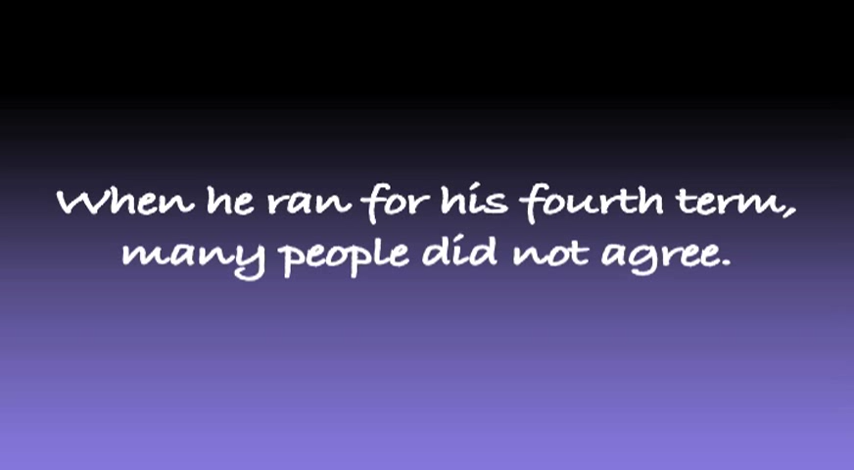 When he ran for his fourth term,
many people did not agree.